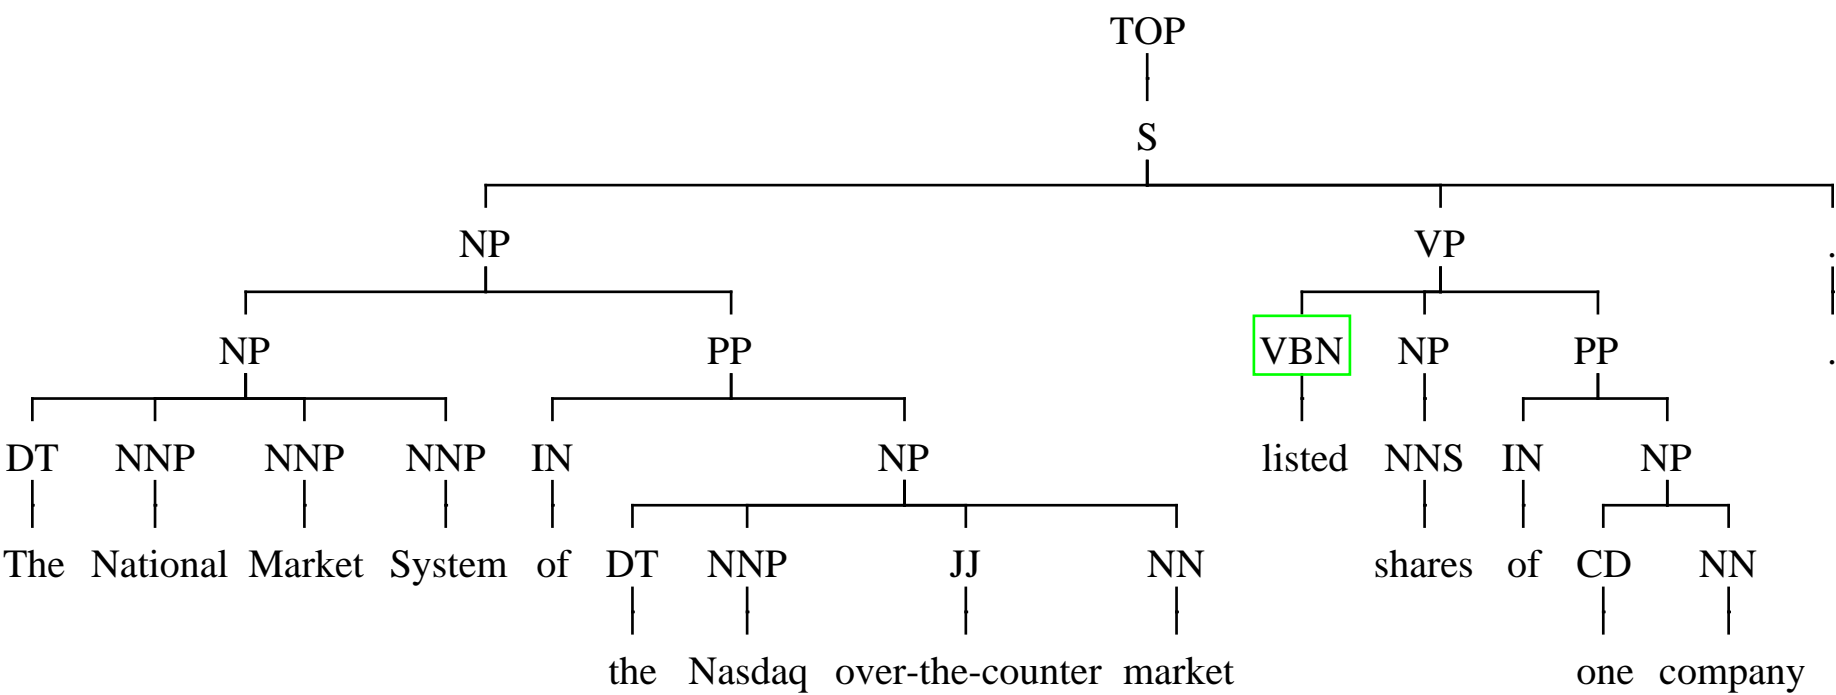 TOP
S
NP VP .
NP PP VBN NP PP .
DT NNP NNP NNP IN NP listed NNS IN NP
The National Market System of DT NNP JJ NN shares of CD NN
the Nasdaq over-the-counter market one company